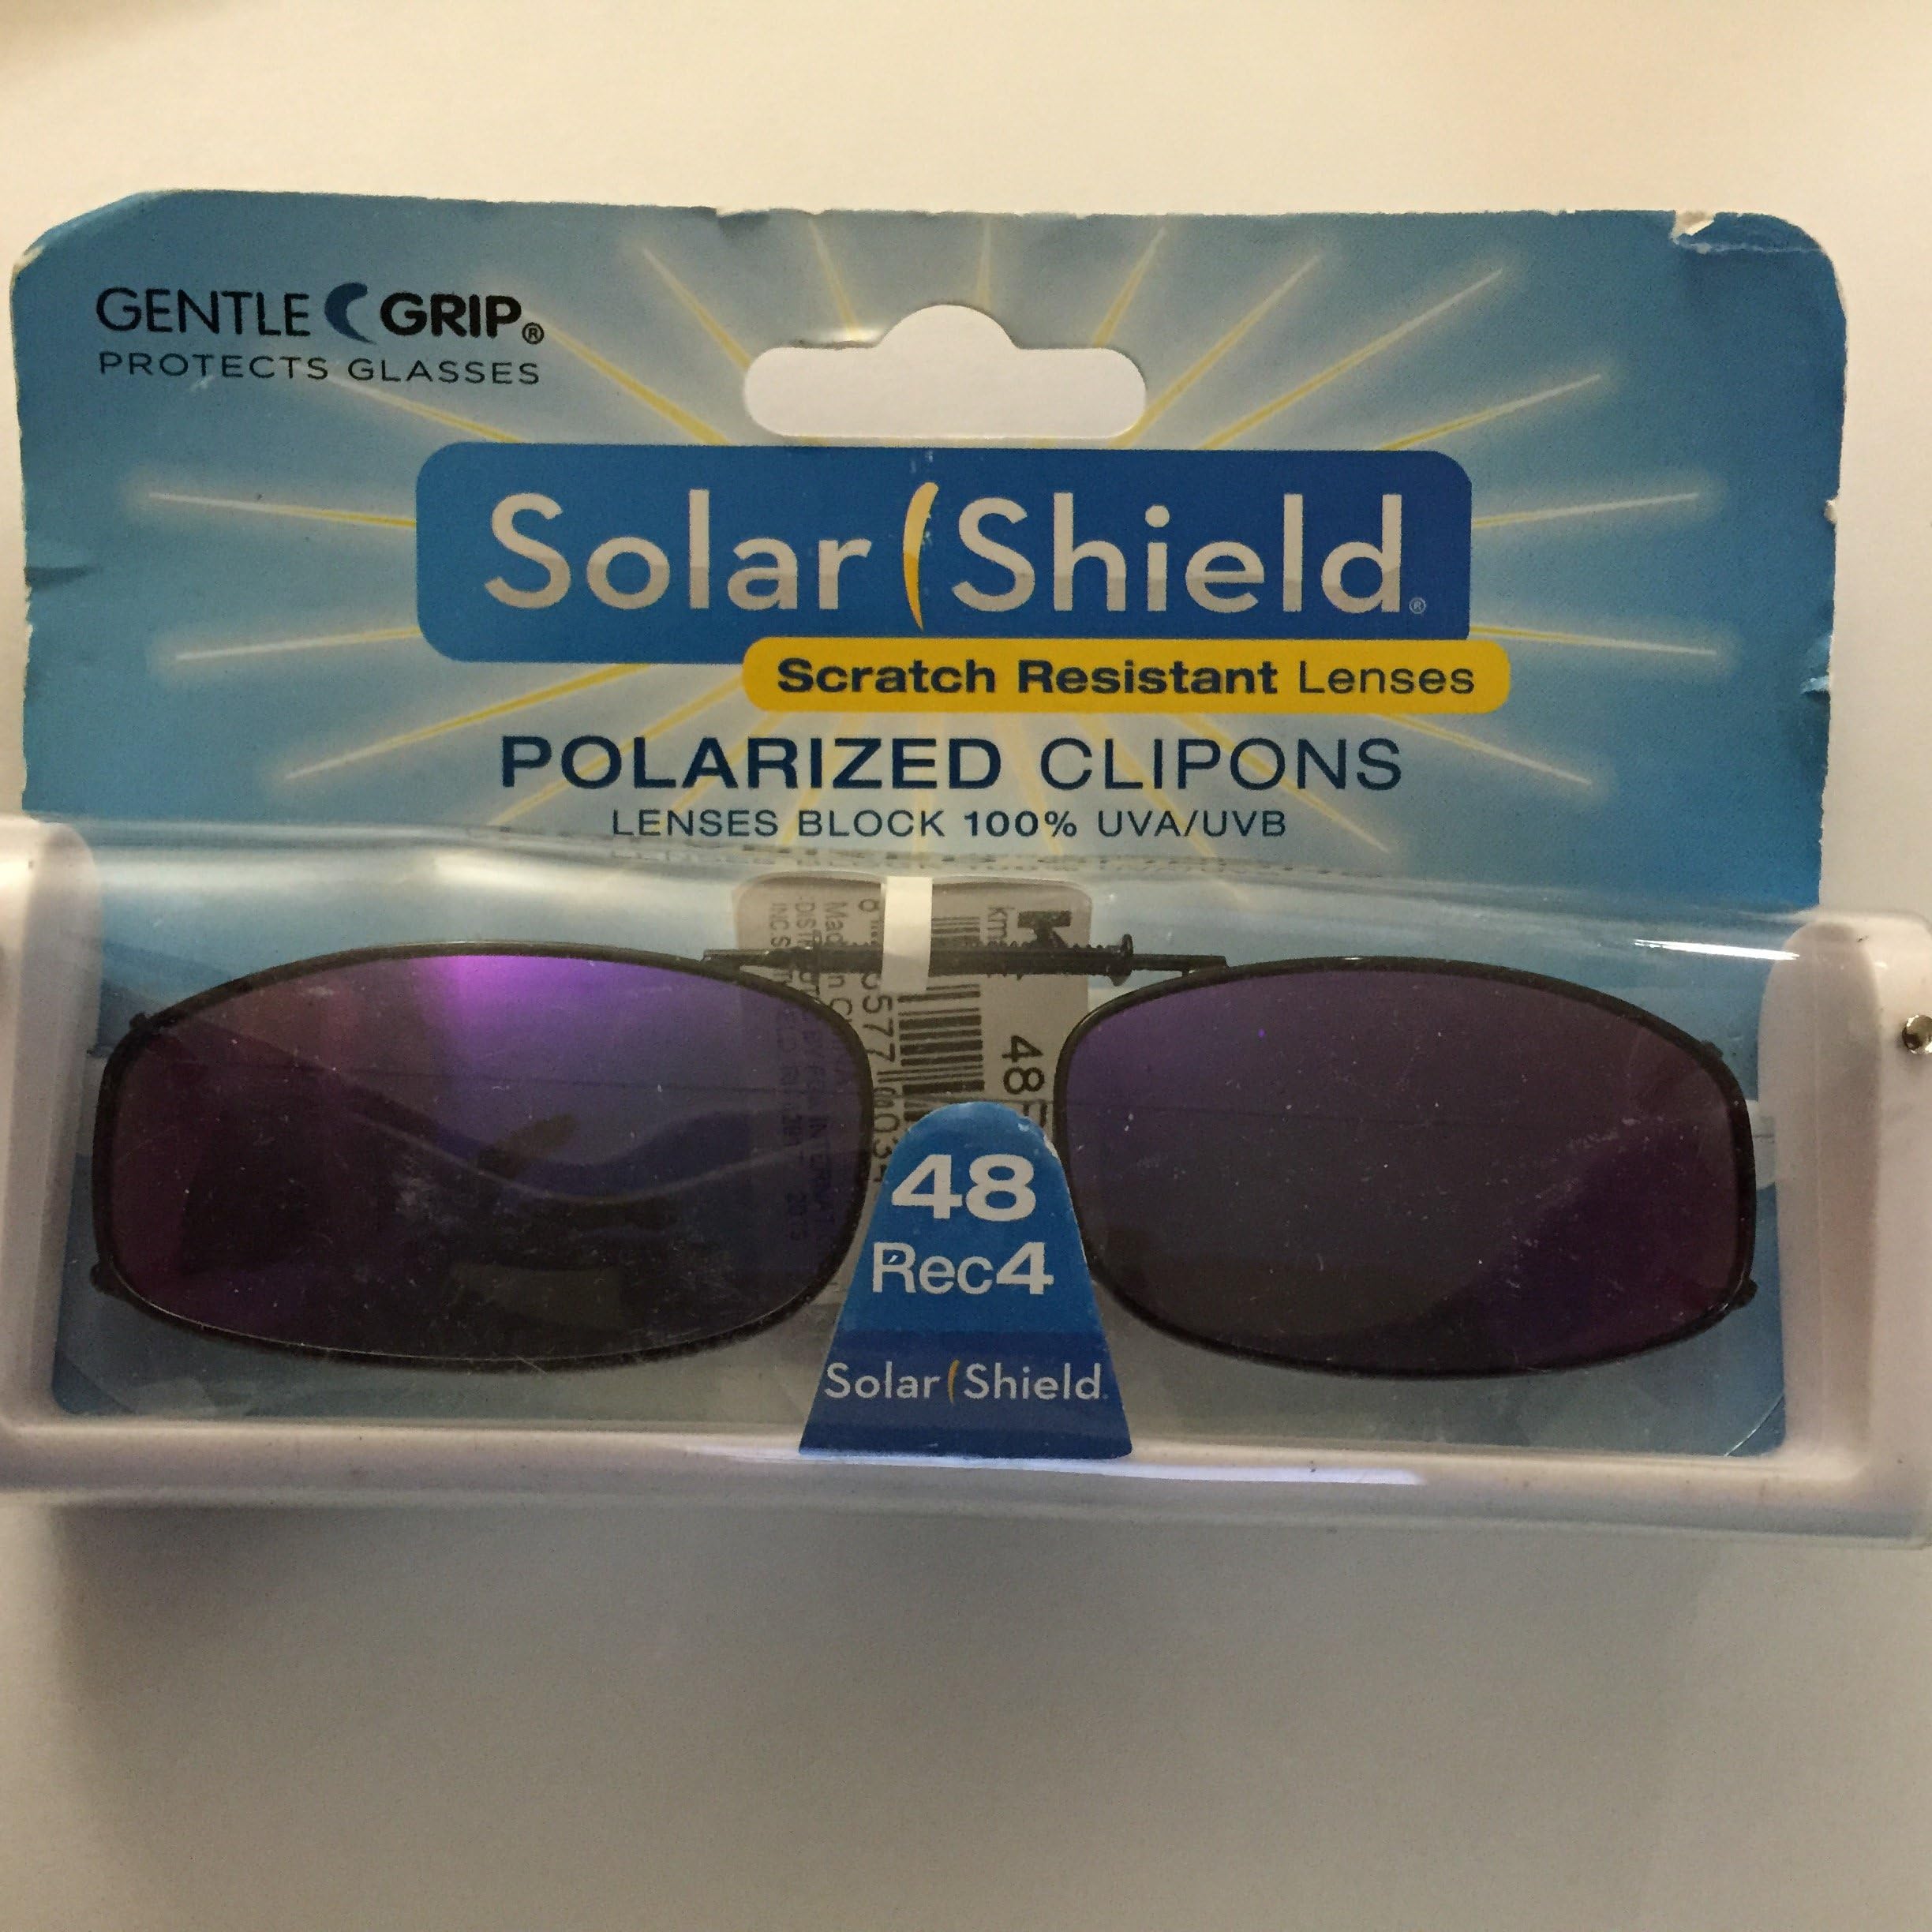 GENTLE GRIP®
PROTECTS GLASSES
Solar Shield®
Scratch Resistant Lenses
POLARIZED CLIPONS
LENSES BLOCK 100% UVA/UVB
48
Rec4
Solar Shield